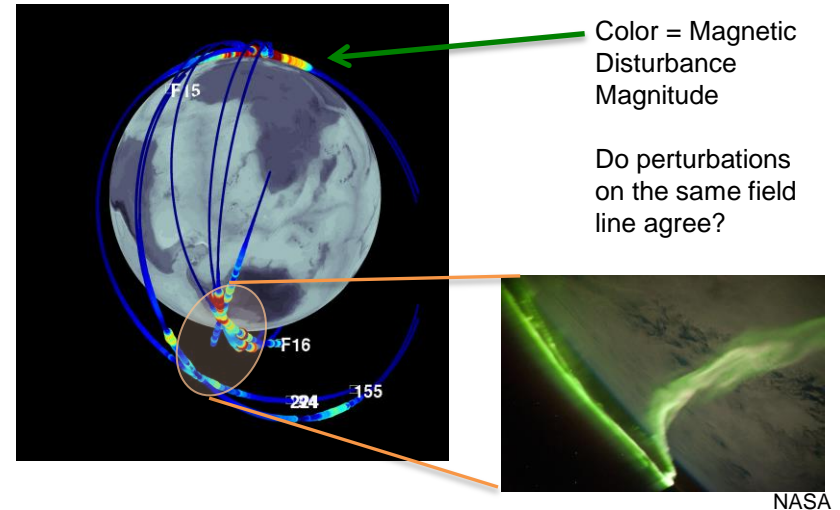 Color = Magnetic
Disturbance
Magnitude
Do perturbations
on the same field
line agree?
F15
F16
155
NASA